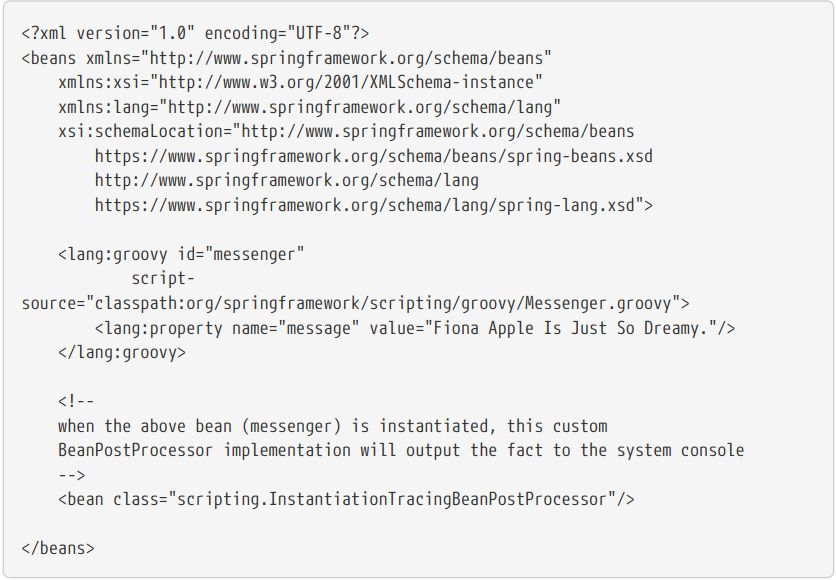 <?xml version="1.0" encoding="UTF-8"?>
<beans xmlns="http://www.springframework.org/schema/beans"
    xmlns:xsi="http://www.w3.org/2001/XMLSchema-instance"
    xmlns:lang="http://www.springframework.org/schema/lang"
    xsi:schemaLocation="http://www.springframework.org/schema/beans
        https://www.springframework.org/schema/beans/spring-beans.xsd
        http://www.springframework.org/schema/lang
        https://www.springframework.org/schema/lang/spring-lang.xsd">

    <lang:groovy id="messenger"
            script-
source="classpath:org/springframework/scripting/groovy/Messenger.groovy">
        <lang:property name="message" value="Fiona Apple Is Just So Dreamy."/>
    </lang:groovy>

    <!--
    when the above bean (messenger) is instantiated, this custom
    BeanPostProcessor implementation will output the fact to the system console
    -->
    <bean class="scripting.InstantiationTracingBeanPostProcessor"/>

</beans>